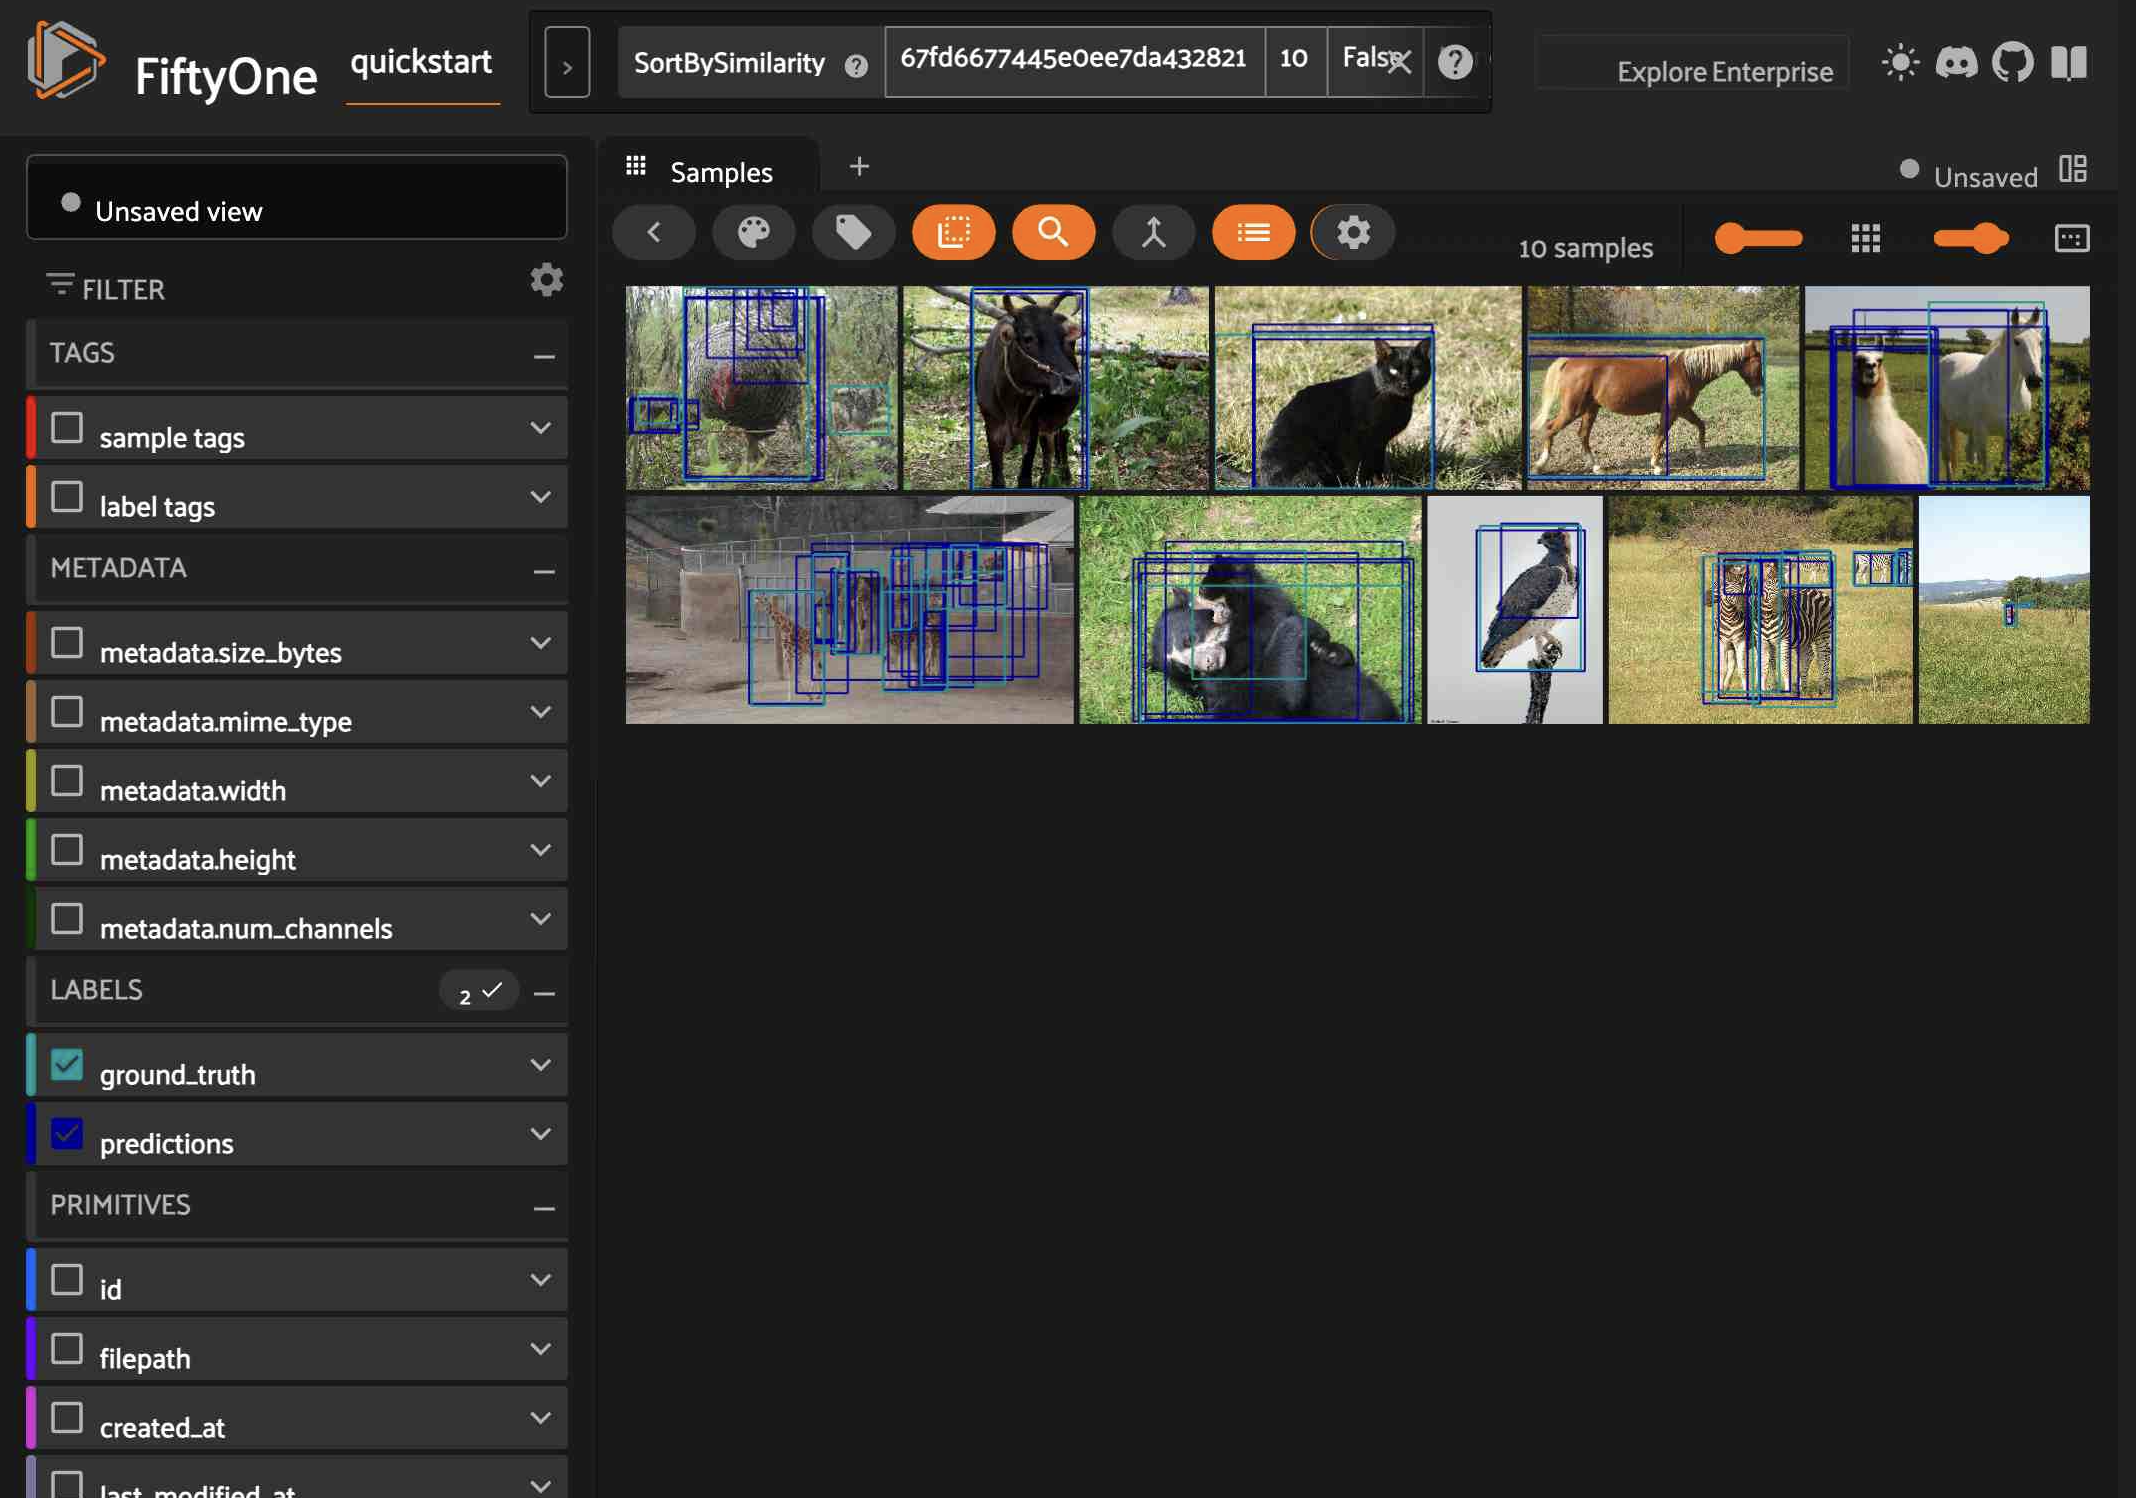 FiftyOne
quickstart
SortBySimilarity
67fd6677445e0ee7da432821
10
False
Explore Enterprise
Unsaved view
Samples
Unsaved
10 samples
FILTER
TAGS
sample tags
label tags
METADATA
metadata.size_bytes
metadata.mime_type
metadata.width
metadata.height
metadata.num_channels
LABELS
2
ground_truth
predictions
PRIMITIVES
id
filepath
created_at
last_modified_at